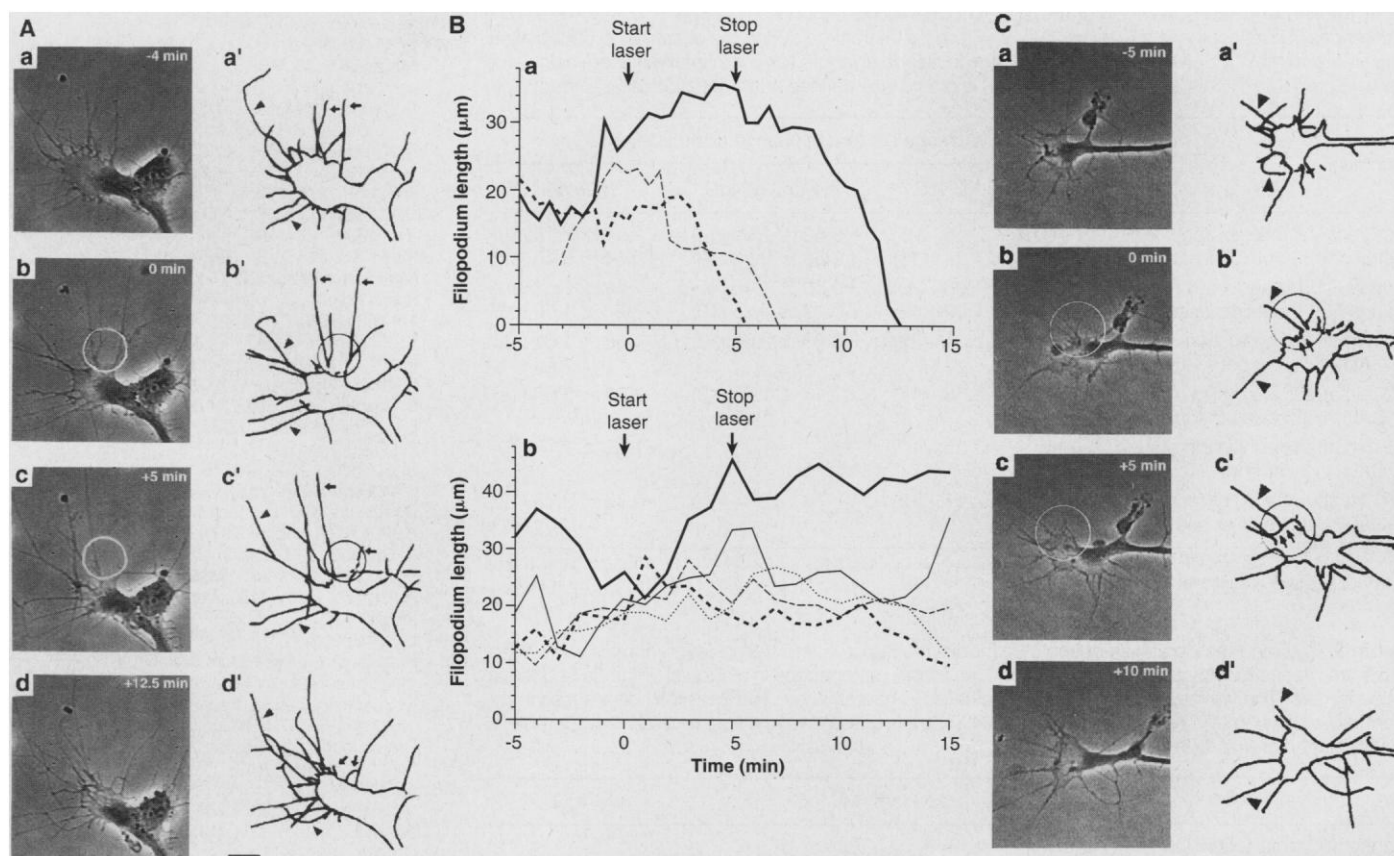 A
a
-4 min
a'
b
0 min
b'
c
+5 min
c'
d
+12.5 min
d'
B
Start laser
Stop laser
a
Filopodium length (μm)
30
20
10
0
-5
0
5
10
15
Start laser
Stop laser
b
Filopodium length (μm)
40
30
20
10
0
-5
0
5
10
15
Time (min)
C
a
-5 min
a'
b
0 min
b'
c
+5 min
c'
d
+10 min
d'